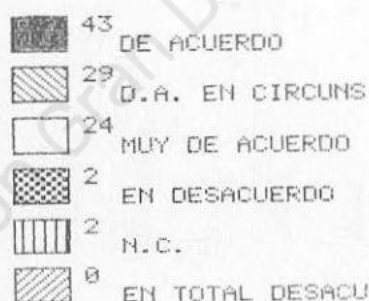 43
DE ACUERDO
29
D.A. EN CIRCUNS
24
MUY DE ACUERDO
2
EN DESACUERDO
2
N.C.
0
EN TOTAL DESACU